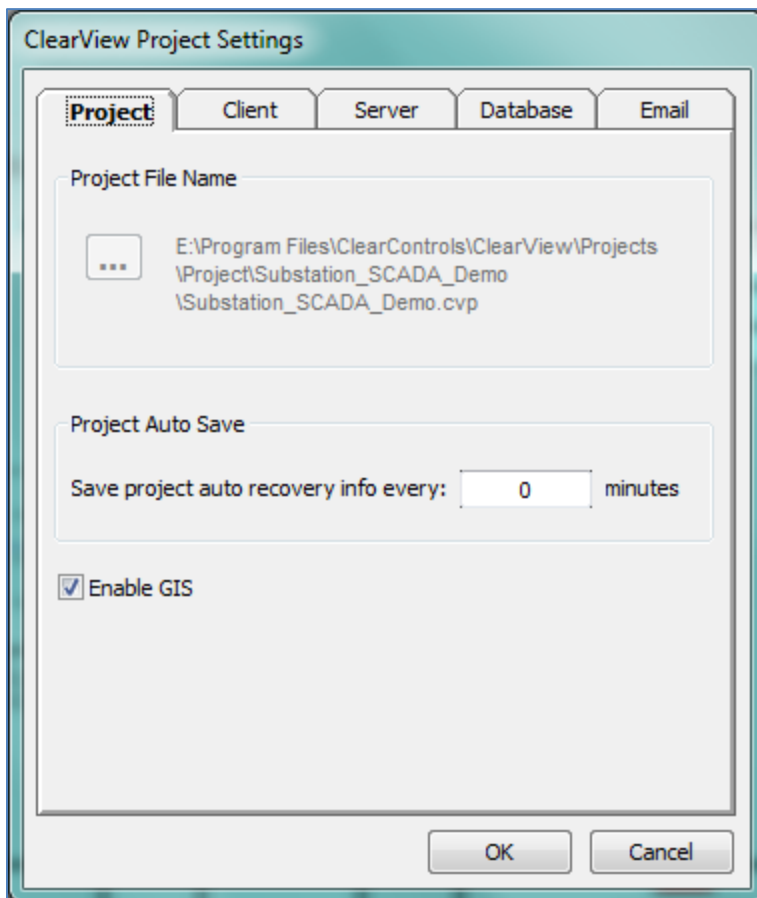 ClearView Project Settings
Project Client Server Database Email
Project File Name
... E:\Program Files\ClearControls\ClearView\Projects
\Project\Substation_SCADA_Demo
\Substation_SCADA_Demo.cvp
Project Auto Save
Save project auto recovery info every: 0 minutes
Enable GIS
OK Cancel